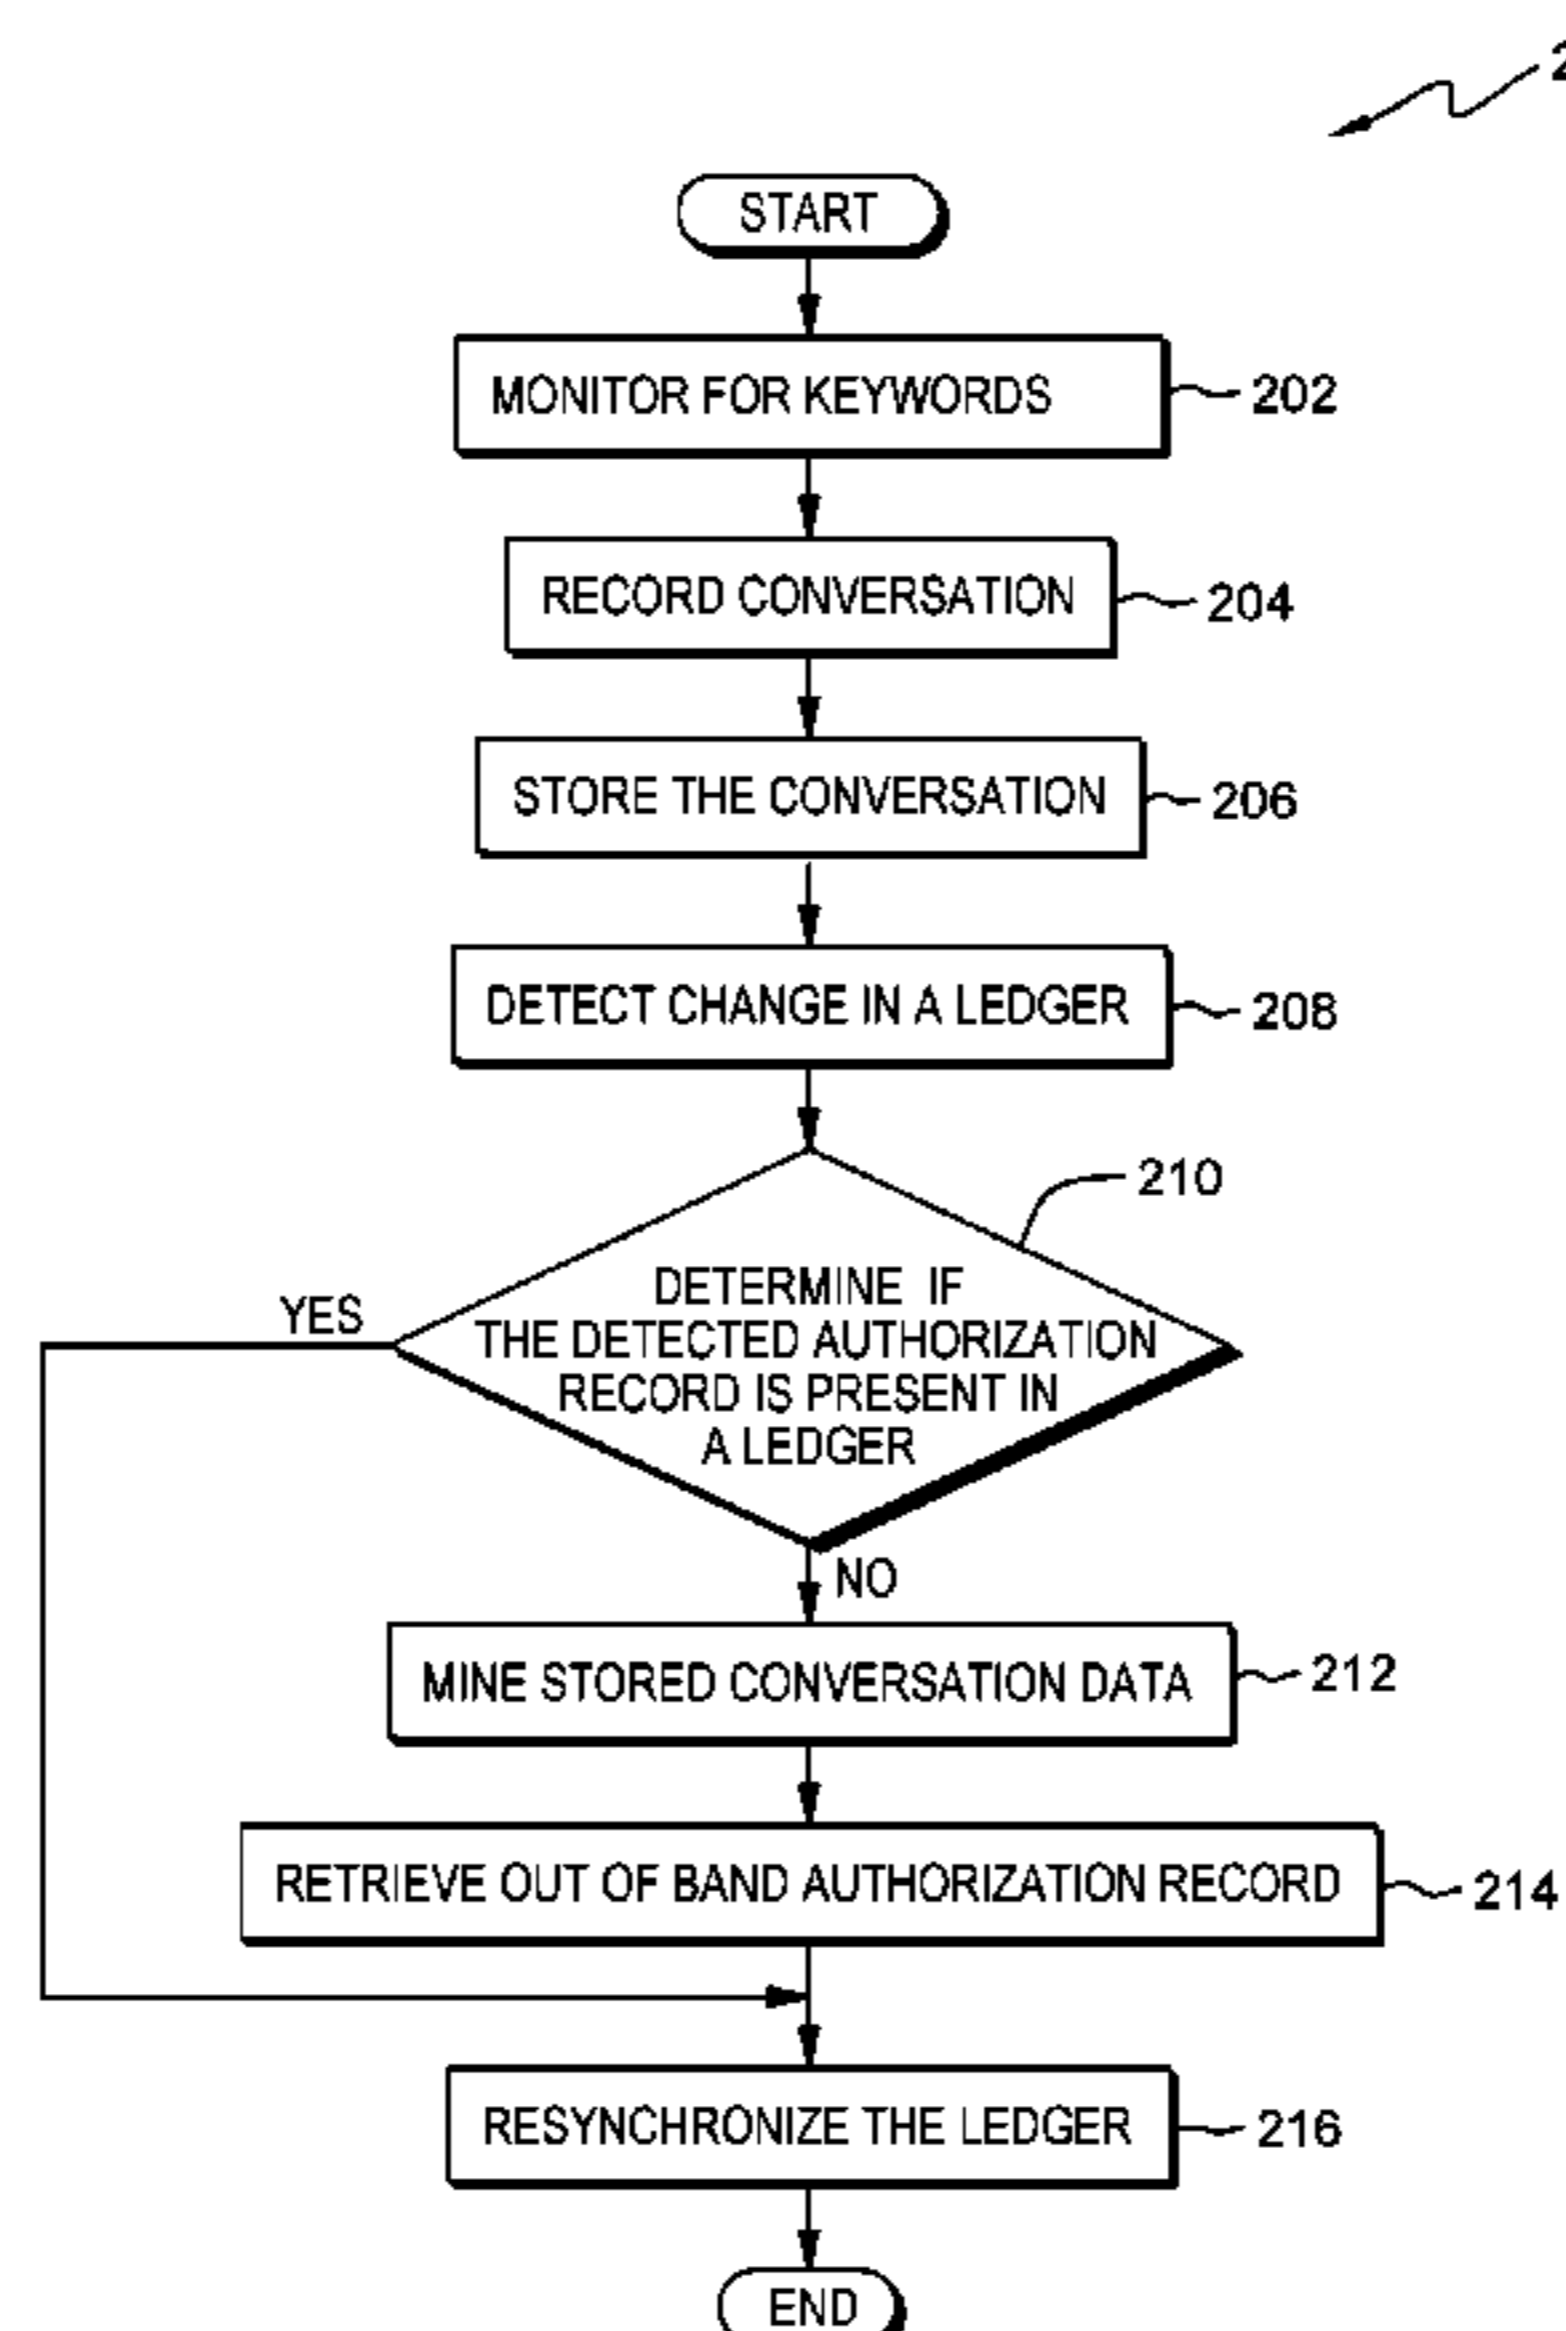 START
MONITOR FOR KEYWORDS
202
RECORD CONVERSATION
204
STORE THE CONVERSATION
206
DETECT CHANGE IN A LEDGER
208
210
DETERMINE IF
THE DETECTED AUTHORIZATION
RECORD IS PRESENT IN
A LEDGER
YES
NO
MINE STORED CONVERSATION DATA
212
RETRIEVE OUT OF BAND AUTHORIZATION RECORD
214
RESYNCHRONIZE THE LEDGER
216
END